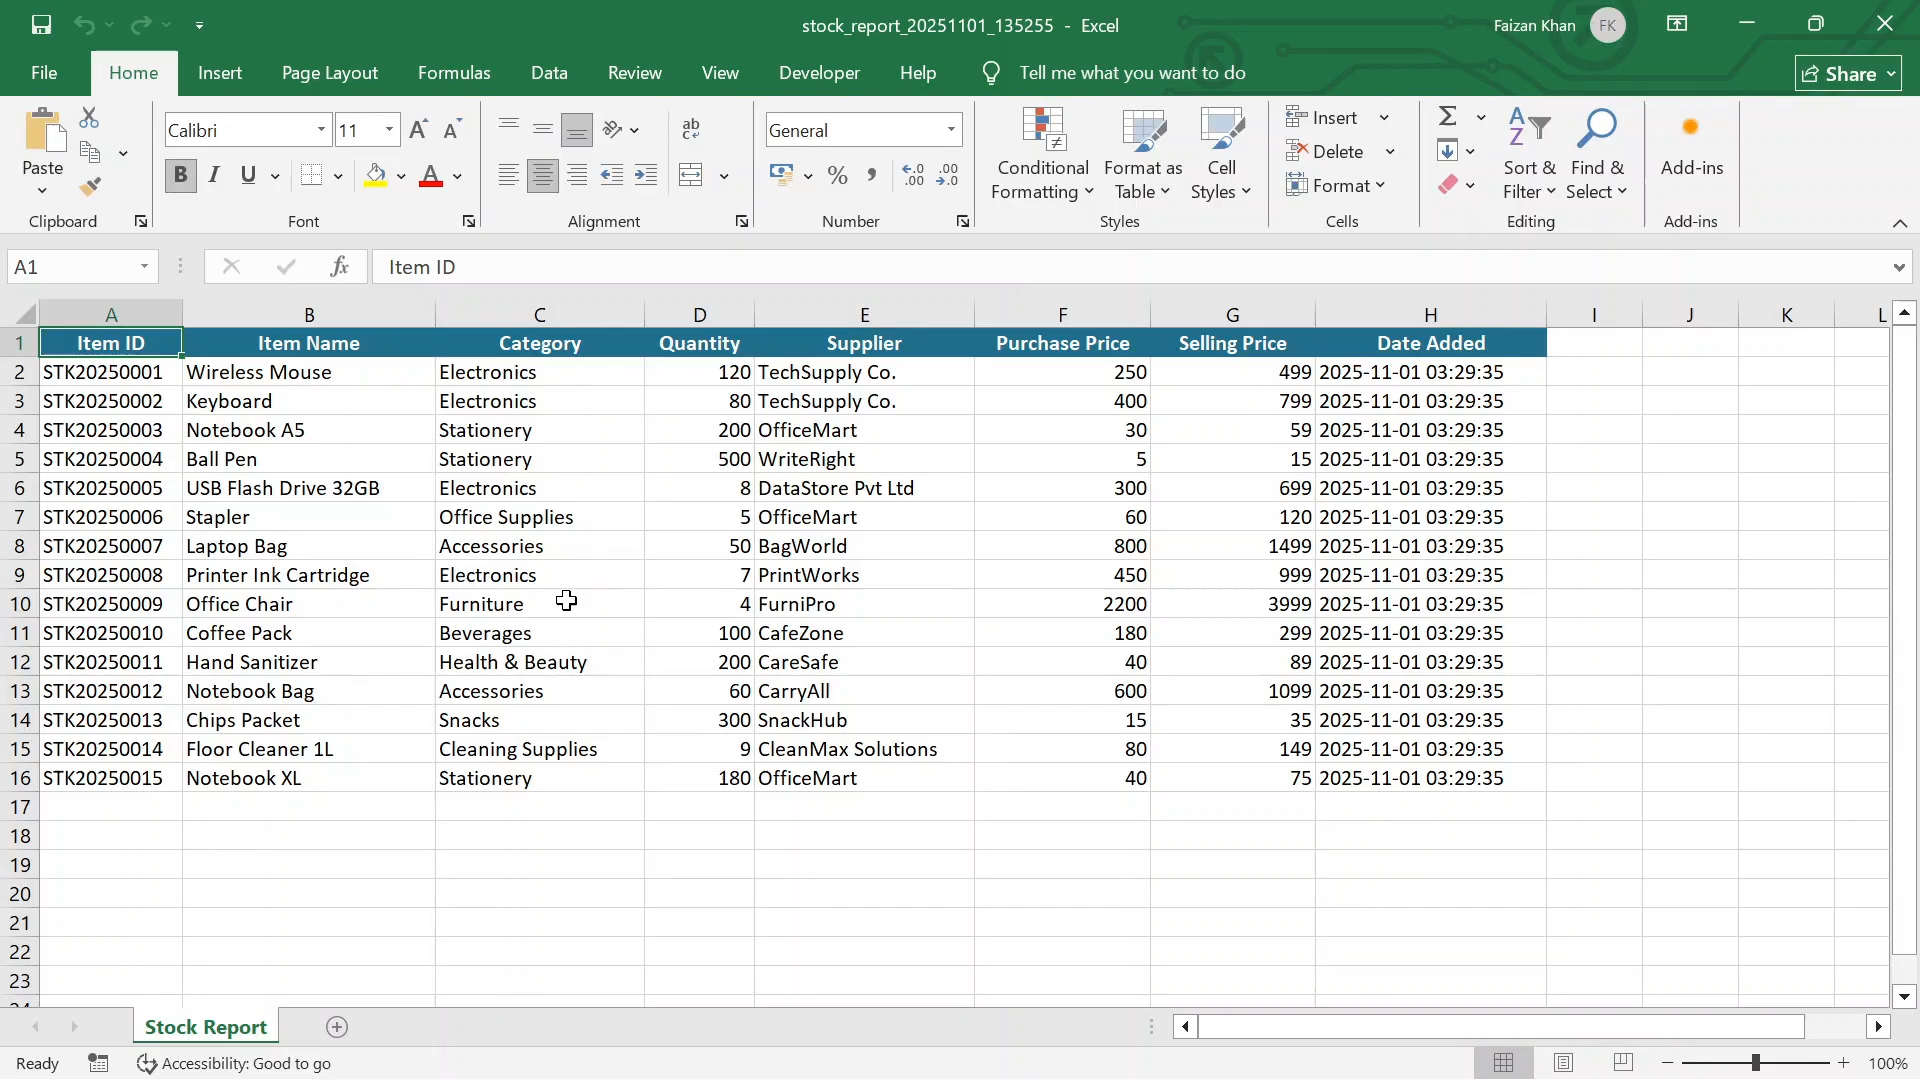 stock_report_20251101_135255 - Excel
Faizan Khan FK
File Home Insert Page Layout Formulas Data Review View Developer Help Tell me what you want to do Share
Calibri 11 General
Insert
Delete
Format
Paste
B I U A
ab
c
% , .00 .00
Conditional Formatting
Format as Table
Cell Styles
Sort & Filter
Find & Select
Add-ins
Clipboard Font Alignment Number Styles Cells Editing Add-ins
A1 fx Item ID
A B C D E F G H I J K L
1 Item ID Item Name Category Quantity Supplier Purchase Price Selling Price Date Added
2 STK20250001 Wireless Mouse Electronics 120 TechSupply Co. 250 499 2025-11-01 03:29:35
3 STK20250002 Keyboard Electronics 80 TechSupply Co. 400 799 2025-11-01 03:29:35
4 STK20250003 Notebook A5 Stationery 200 OfficeMart 30 59 2025-11-01 03:29:35
5 STK20250004 Ball Pen Stationery 500 WriteRight 5 15 2025-11-01 03:29:35
6 STK20250005 USB Flash Drive 32GB Electronics 8 DataStore Pvt Ltd 300 699 2025-11-01 03:29:35
7 STK20250006 Stapler Office Supplies 5 OfficeMart 60 120 2025-11-01 03:29:35
8 STK20250007 Laptop Bag Accessories 50 BagWorld 800 1499 2025-11-01 03:29:35
9 STK20250008 Printer Ink Cartridge Electronics 7 PrintWorks 450 999 2025-11-01 03:29:35
10 STK20250009 Office Chair Furniture 4 FurniPro 2200 3999 2025-11-01 03:29:35
11 STK20250010 Coffee Pack Beverages 100 CafeZone 180 299 2025-11-01 03:29:35
12 STK20250011 Hand Sanitizer Health & Beauty 200 CareSafe 40 89 2025-11-01 03:29:35
13 STK20250012 Notebook Bag Accessories 60 CarryAll 600 1099 2025-11-01 03:29:35
14 STK20250013 Chips Packet Snacks 300 SnackHub 15 35 2025-11-01 03:29:35
15 STK20250014 Floor Cleaner 1L Cleaning Supplies 9 CleanMax Solutions 80 149 2025-11-01 03:29:35
16 STK20250015 Notebook XL Stationery 180 OfficeMart 40 75 2025-11-01 03:29:35
17
18
19
20
21
22
23
Stock Report
Ready Accessibility: Good to go 100%